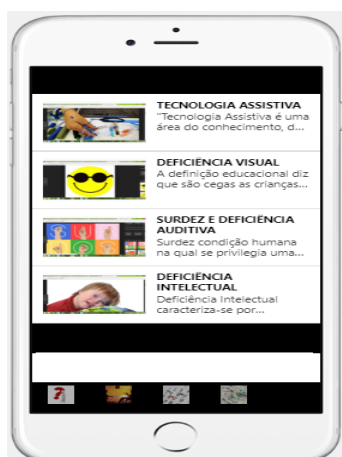 TECNOLOGIA ASSISTIVA
"Tecnologia Assistiva é uma
área do conhecimento, d...
DEFICIÊNCIA VISUAL
A definição educacional diz
que são cegas as crianças...
SURDEZ E DEFICIÊNCIA
AUDITIVA
Surdez condição humana
na qual se privilegia uma...
DEFICIÊNCIA
INTELECTUAL
Deficiência Intelectual
caracteriza-se por...